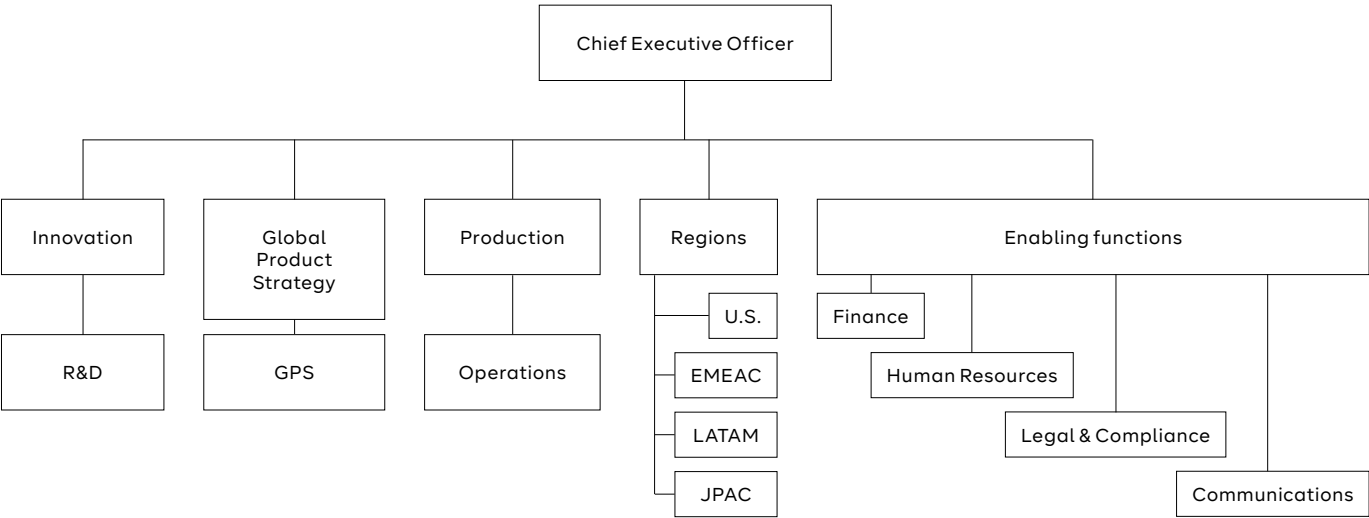 Chief Executive Officer
Innovation
Global
Product
Strategy
Production
Regions
Enabling functions
R&D
GPS
Operations
U.S.
EMEAC
LATAM
JPAC
Finance
Human Resources
Legal & Compliance
Communications